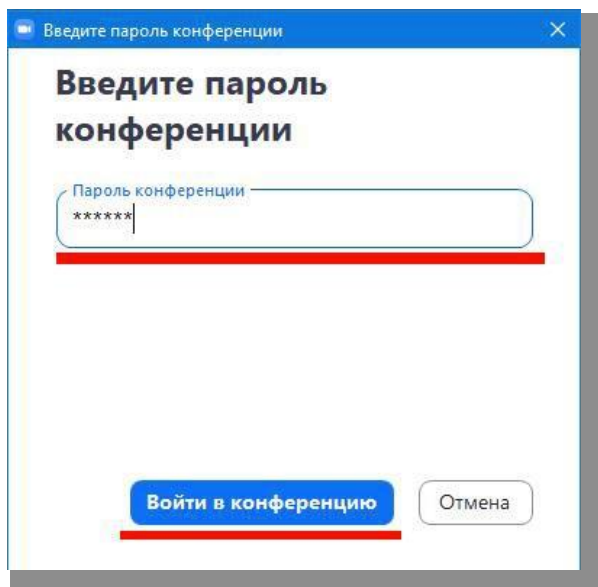 Введите пароль конференции
Введите пароль
конференции
Пароль конференции
******
Войти в конференцию
Отмена